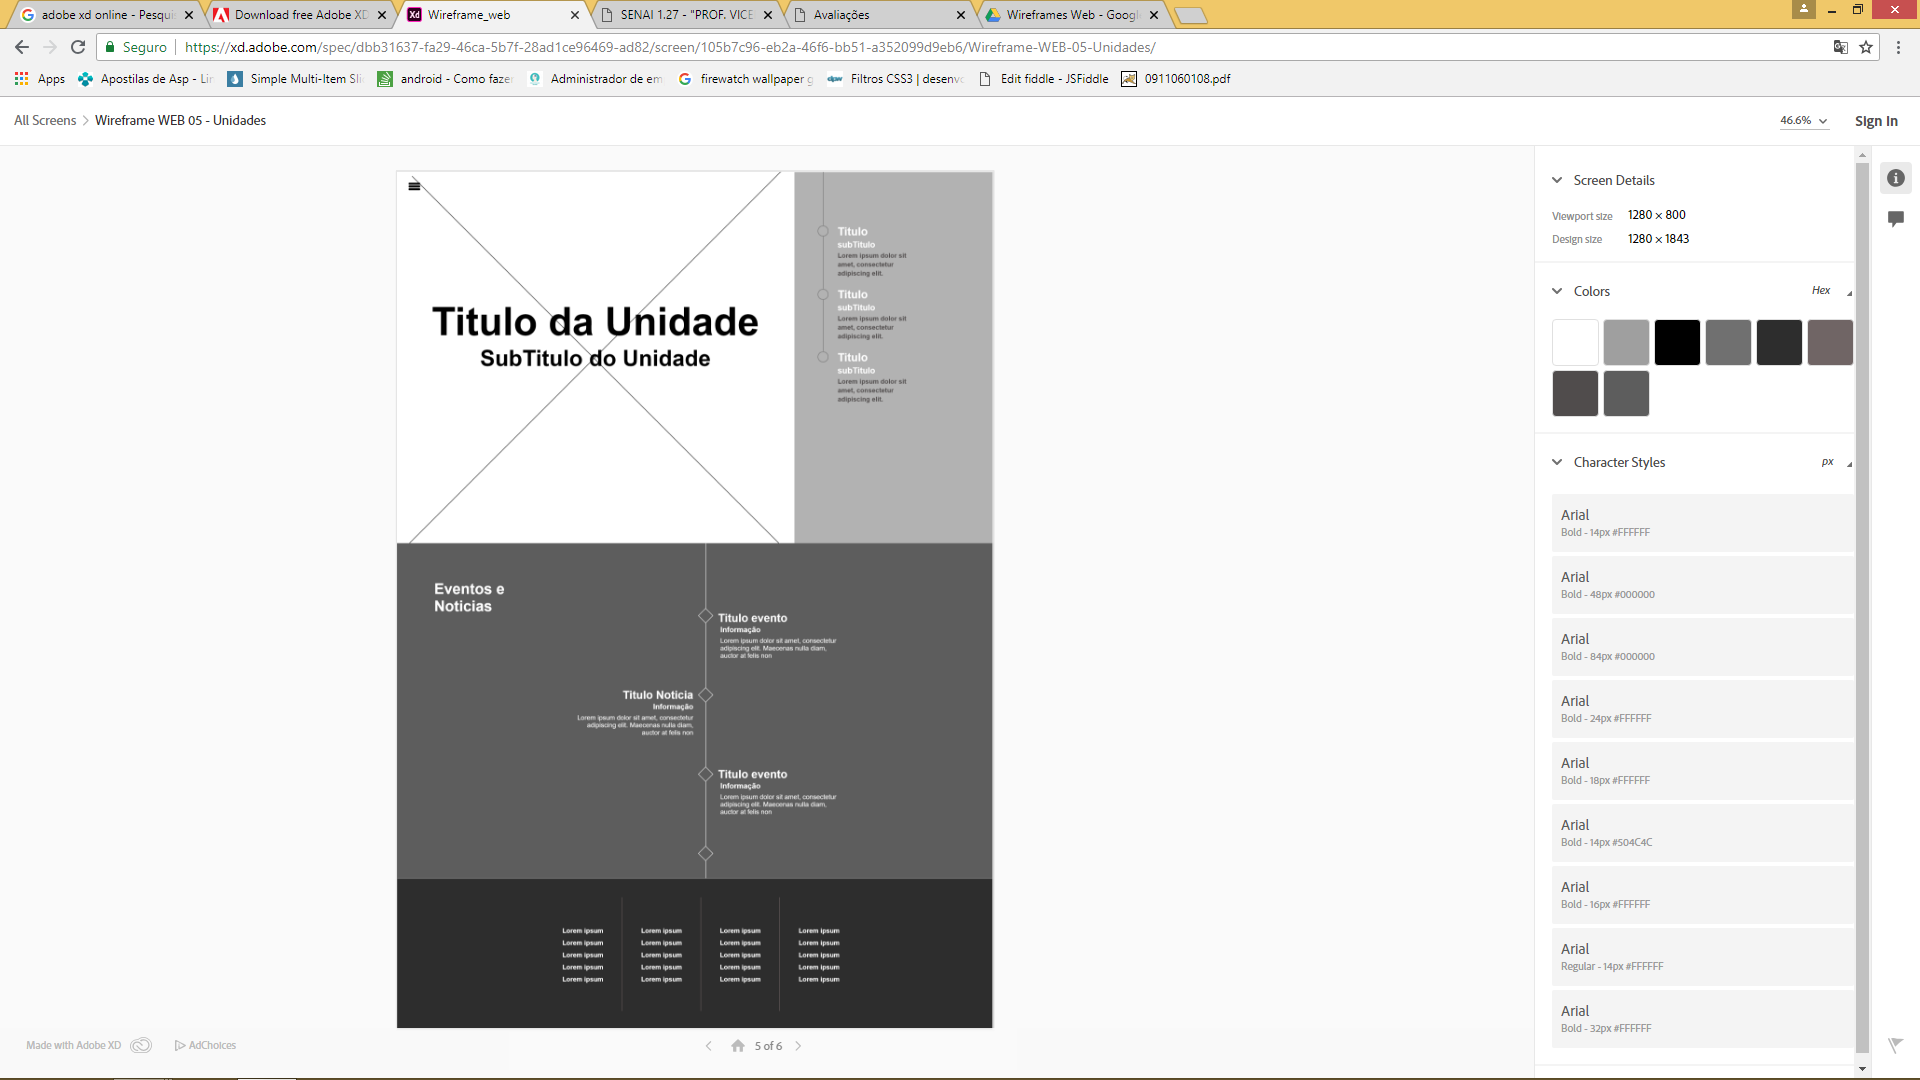 adobe xd online - Pesqui
Download free Adobe XD
Wireframe_web
SENAI 1.27 - "PROF. VICE
Avaliações
Wireframes Web - Googl
Seguro
https://xd.adobe.com/spec/dbb31637-fa29-46ca-5b7f-28ad1ce96469-ad82/screen/105b7c96-eb2a-46f6-bb51-a352099d9eb6/Wireframe-WEB-05-Unidades/
Apps
Apostilas de Asp - Lin
Simple Multi-Item Sli
android - Como faze
Administrador de em
firewatch wallpaper g
Filtros CSS3 | desenv
Edit fiddle - JSFiddle
0911060108.pdf
All Screens > Wireframe WEB 05 - Unidades
46.6%
Sign In
Titulo da Unidade
SubTitulo do Unidade
Titulo
subTitulo
Lorem ipsum dolor sit
amet, consectetur
adipiscing elit.
Titulo
subTitulo
Lorem ipsum dolor sit
amet, consectetur
adipiscing elit.
Titulo
subTitulo
Lorem ipsum dolor sit
amet, consectetur
adipiscing elit.
Eventos e
Noticias
Titulo evento
Informação
Lorem ipsum dolor sit amet, consectetur
adipiscing elit. Maecenas nulla diam,
auctor at felis non
Titulo Noticia
Informação
Lorem ipsum dolor sit amet, consectetur
adipiscing elit. Maecenas nulla diam,
auctor at felis non
Titulo evento
Informação
Lorem ipsum dolor sit amet, consectetur
adipiscing elit. Maecenas nulla diam,
auctor at felis non
Lorem ipsum Lorem ipsum Lorem ipsum Lorem ipsum
Lorem ipsum Lorem ipsum Lorem ipsum Lorem ipsum
Lorem ipsum Lorem ipsum Lorem ipsum Lorem ipsum
Lorem ipsum Lorem ipsum Lorem ipsum Lorem ipsum
Lorem ipsum Lorem ipsum Lorem ipsum Lorem ipsum
Made with Adobe XD
AdChoices
5 of 6
Screen Details
Viewport size 1280 × 800
Design size 1280 × 1843
Colors
Hex
Character Styles
px
Arial
Bold - 14px #FFFFFF
Arial
Bold - 48px #000000
Arial
Bold - 84px #000000
Arial
Bold - 24px #FFFFFF
Arial
Bold - 18px #FFFFFF
Arial
Bold - 14px #504C4C
Arial
Bold - 16px #FFFFFF
Arial
Regular - 14px #FFFFFF
Arial
Bold - 32px #FFFFFF